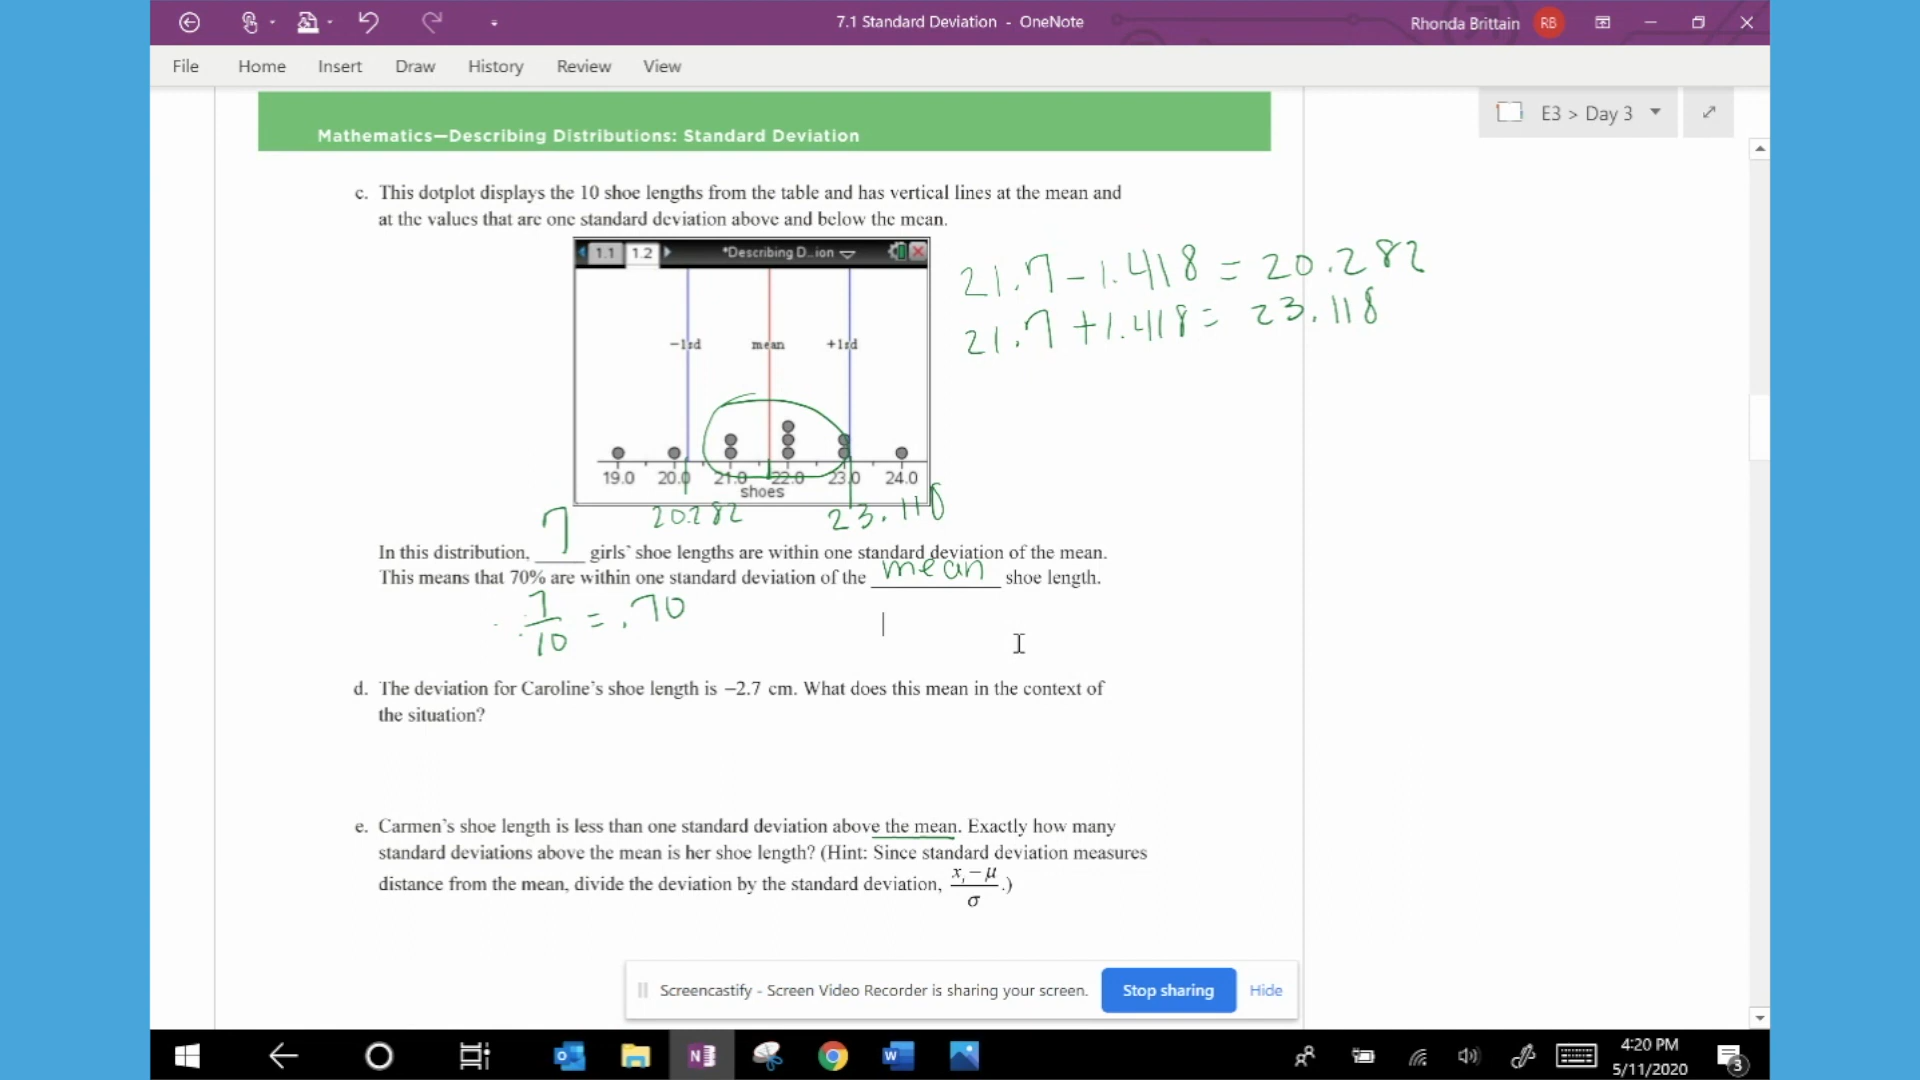 7.1 Standard Deviation - OneNote
Rhonda Brittain RB
File Home Insert Draw History Review View
E3 > Day 3
Mathematics—Describing Distributions: Standard Deviation
c. This dotplot displays the 10 shoe lengths from the table and has vertical lines at the mean and
at the values that are one standard deviation above and below the mean.
1.1 1.2 *Describing D...ion
21.7 - 1.418 = 20.282
21.7 + 1.418 = 23.118
-1sd mean +1sd
19.0 20.0 21.0 22.0 23.0 24.0
shoes
20.282 23.118
7
In this distribution, ____ girls' shoe lengths are within one standard deviation of the mean.
mean
This means that 70% are within one standard deviation of the ____ shoe length.
7/10 = .70
d. The deviation for Caroline's shoe length is −2.7 cm. What does this mean in the context of
the situation?
e. Carmen's shoe length is less than one standard deviation above the mean. Exactly how many
standard deviations above the mean is her shoe length? (Hint: Since standard deviation measures
distance from the mean, divide the deviation by the standard deviation, (xᵢ − μ)/σ.)
Screencastify - Screen Video Recorder is sharing your screen. Stop sharing Hide
4:20 PM
5/11/2020
3